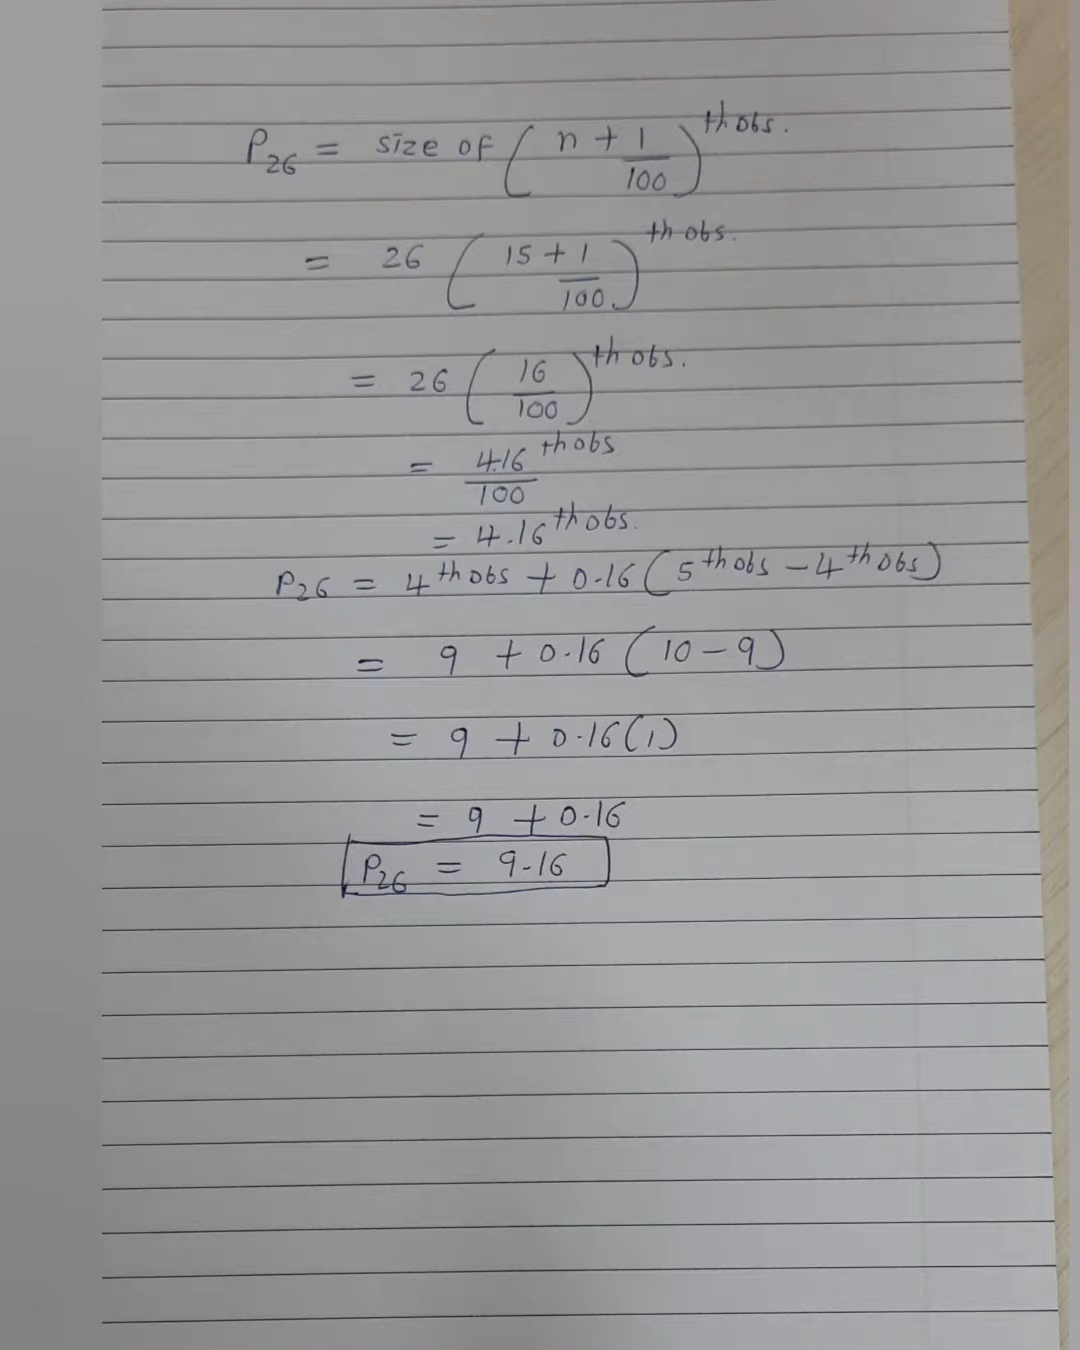 P26 = size of ( n + 1 / 100 ) th obs.
= 26 ( 15 + 1 / 100 ) th obs.
= 26 ( 16 / 100 ) th obs.
= 416 / 100 th obs
= 4.16 th obs.
P26 = 4 th obs + 0.16 ( 5 th obs - 4 th obs )
= 9 + 0.16 ( 10 - 9 )
= 9 + 0.16 (1)
= 9 + 0.16
P26 = 9.16